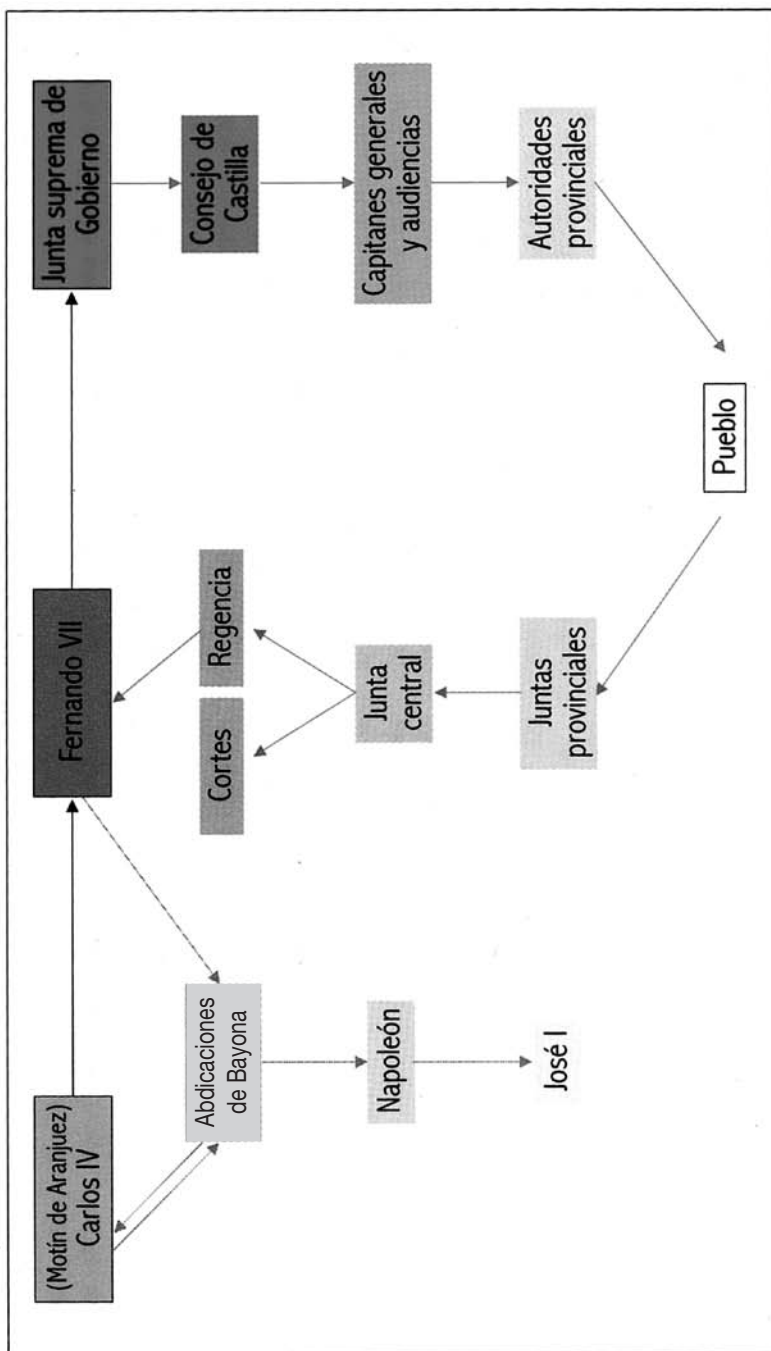 (Motín de Aranjuez)
Carlos IV
Fernando VII
Junta suprema de
Gobierno
Abdicaciones
de Bayona
Cortes
Regencia
Consejo de
Castilla
Napoleón
Junta
central
Capitanes generales
y audiencias
José I
Juntas
provinciales
Autoridades
provinciales
Pueblo